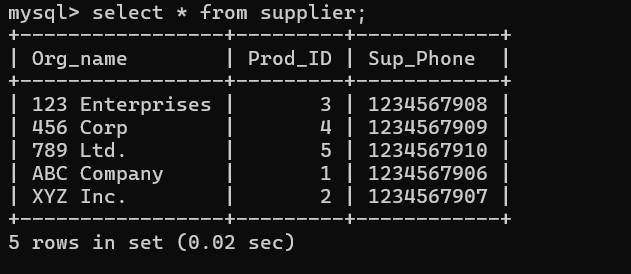 mysql> select * from supplier;
+------------------+---------+------------+
| Org_name         | Prod_ID | Sup_Phone  |
+------------------+---------+------------+
| 123 Enterprises |       3 | 1234567908 |
| 456 Corp        |       4 | 1234567909 |
| 789 Ltd.        |       5 | 1234567910 |
| ABC Company     |       1 | 1234567906 |
| XYZ Inc.        |       2 | 1234567907 |
+------------------+---------+------------+
5 rows in set (0.02 sec)